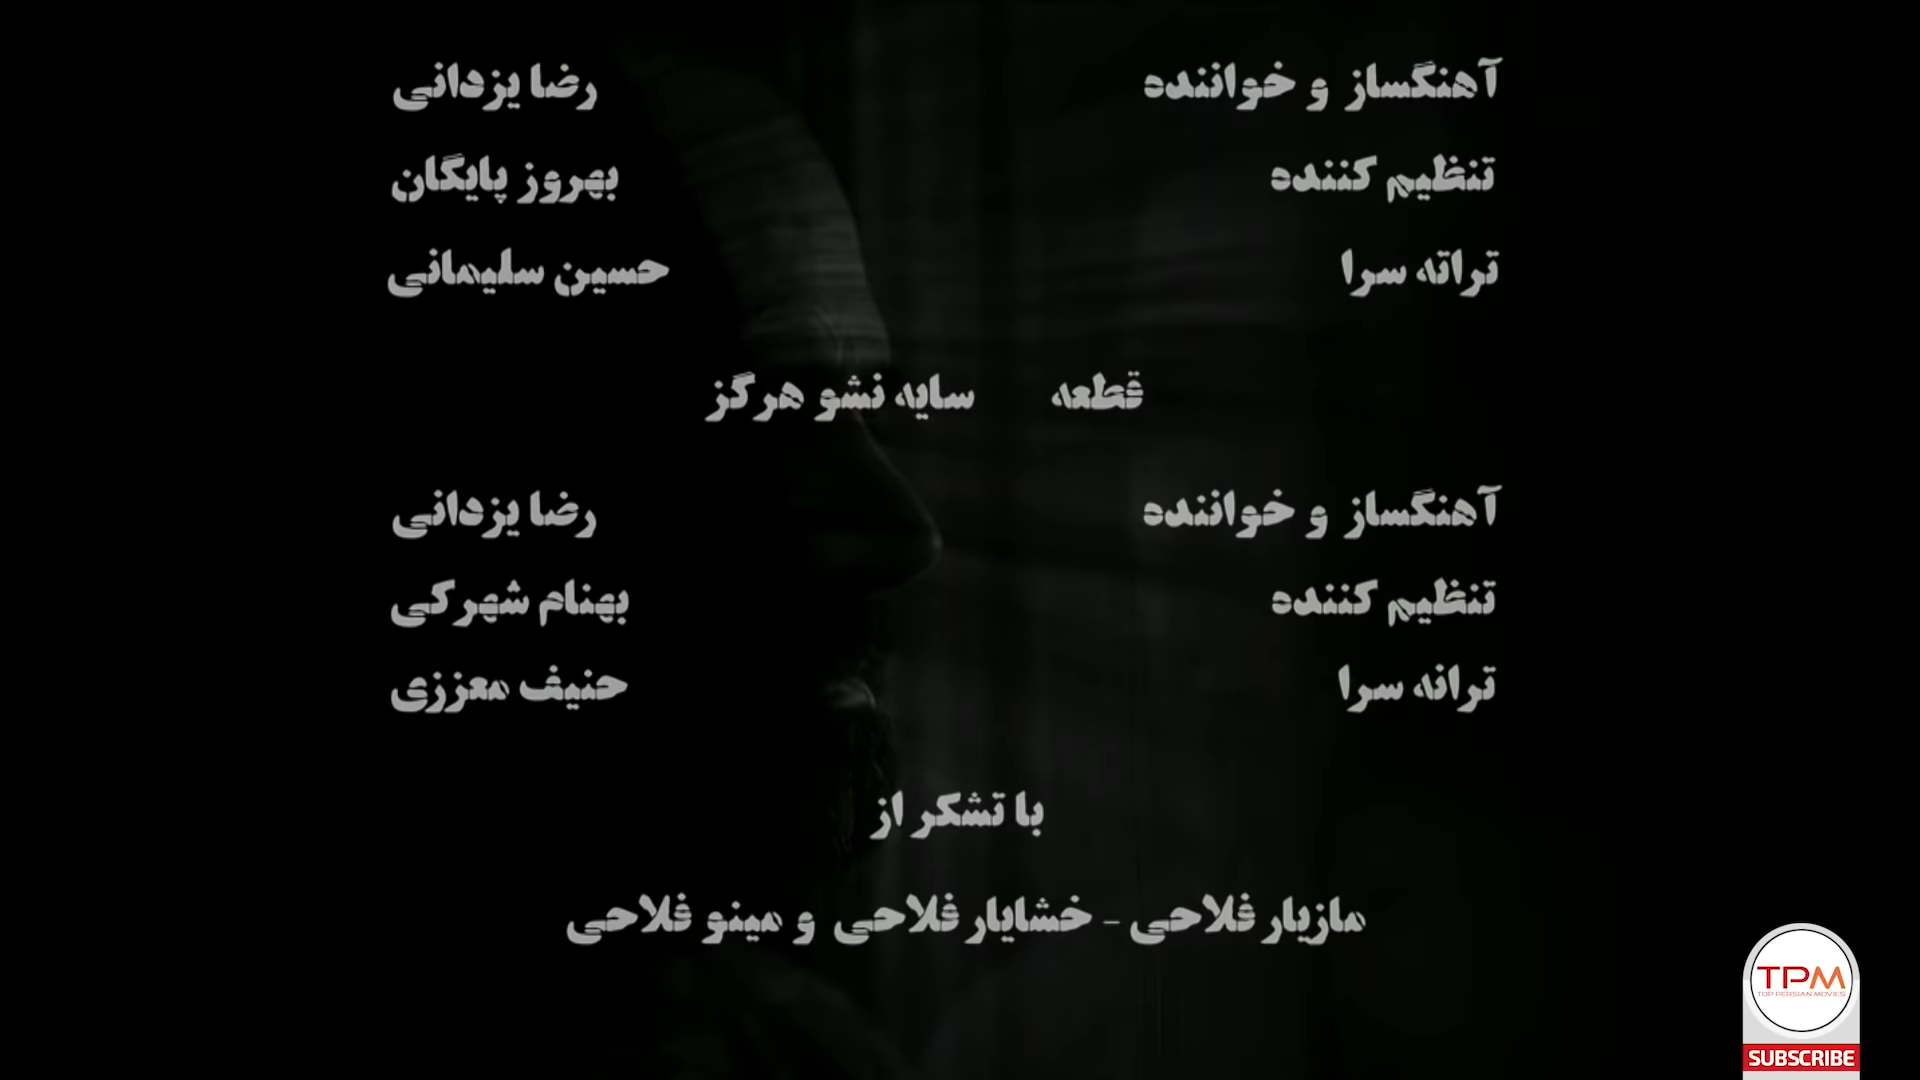 آهنگساز و خواننده رضا یزدانی
تنظیم کننده بهروز پایگان
ترانه سرا حسین سلیمانی
قطعه سایه نشو هرگز
آهنگساز و خواننده رضا یزدانی
تنظیم کننده بهنام شهرکی
ترانه سرا حنیف معززی
با تشکر از
مازیار فلاحی - خشایار فلاحی و مینو فلاحی
TPM
TOP PERSIAN MOVIES
SUBSCRIBE